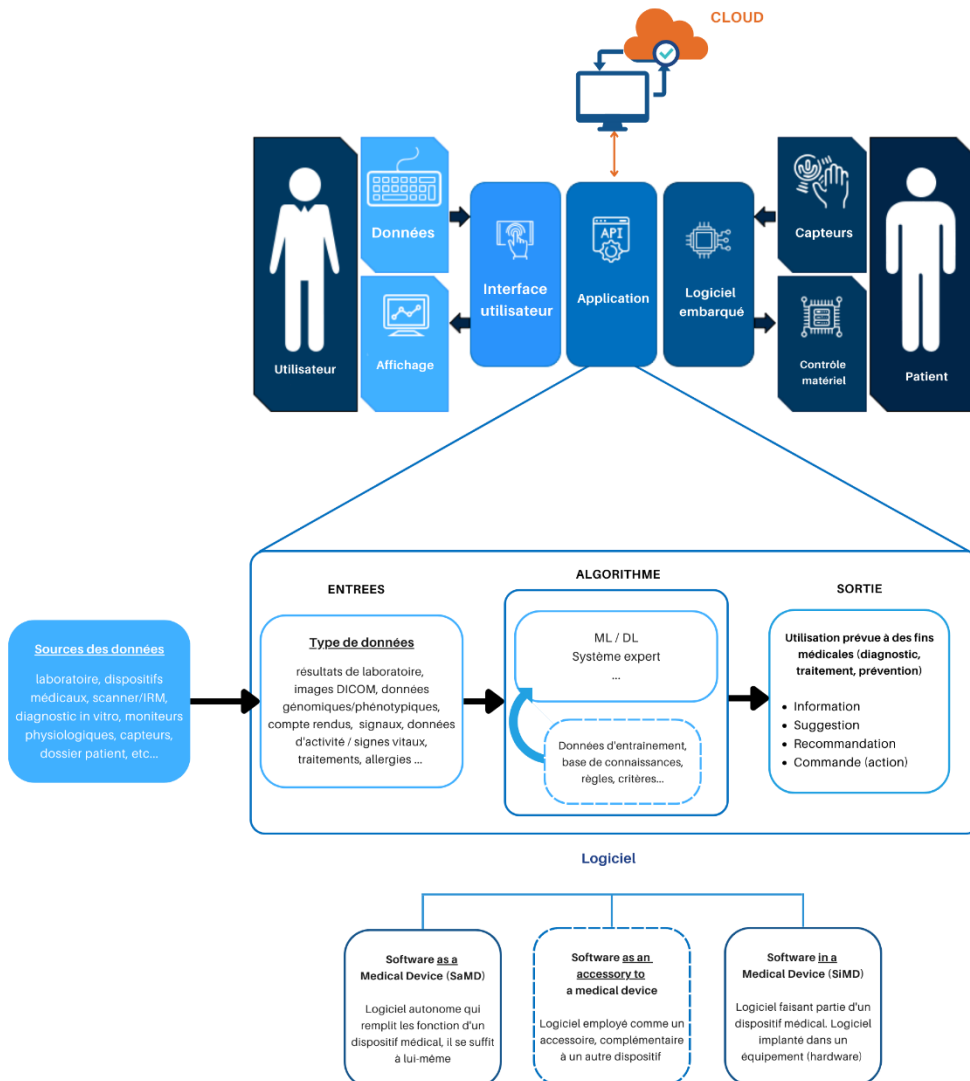 CLOUD
Données
Capteurs
API
Interface
utilisateur
Application
Logiciel
embarqué
Utilisateur
Affichage
Contrôle
matériel
Patient
ENTREES
ALGORITHME
SORTIE
Sources des données
laboratoire, dispositifs
médicaux, scanner/IRM,
diagnostic in vitro, moniteurs
physiologiques, capteurs,
dossier patient, etc...
Type de données
résultats de laboratoire,
images DICOM, données
génomiques/phénotypiques,
compte rendus, signaux, données
d'activité / signes vitaux,
traitements, allergies ...
ML / DL
Système expert
...
Données d'entrainement,
base de connaissances,
règles, critères...
Utilisation prévue à des fins
médicales (diagnostic,
traitement, prévention)
• Information
• Suggestion
• Recommandation
• Commande (action)
Logiciel
Software as a
Medical Device (SaMD)
Logiciel autonome qui
remplit les fonction d'un
dispositif médical, il se suffit
à lui-même
Software as an
accessory to
a medical device
Logiciel employé comme un
accessoire, complémentaire
à un autre dispositif
Software in a
Medical Device (SiMD)
Logiciel faisant partie d'un
dispositif médical. Logiciel
implanté dans un
équipement (hardware)